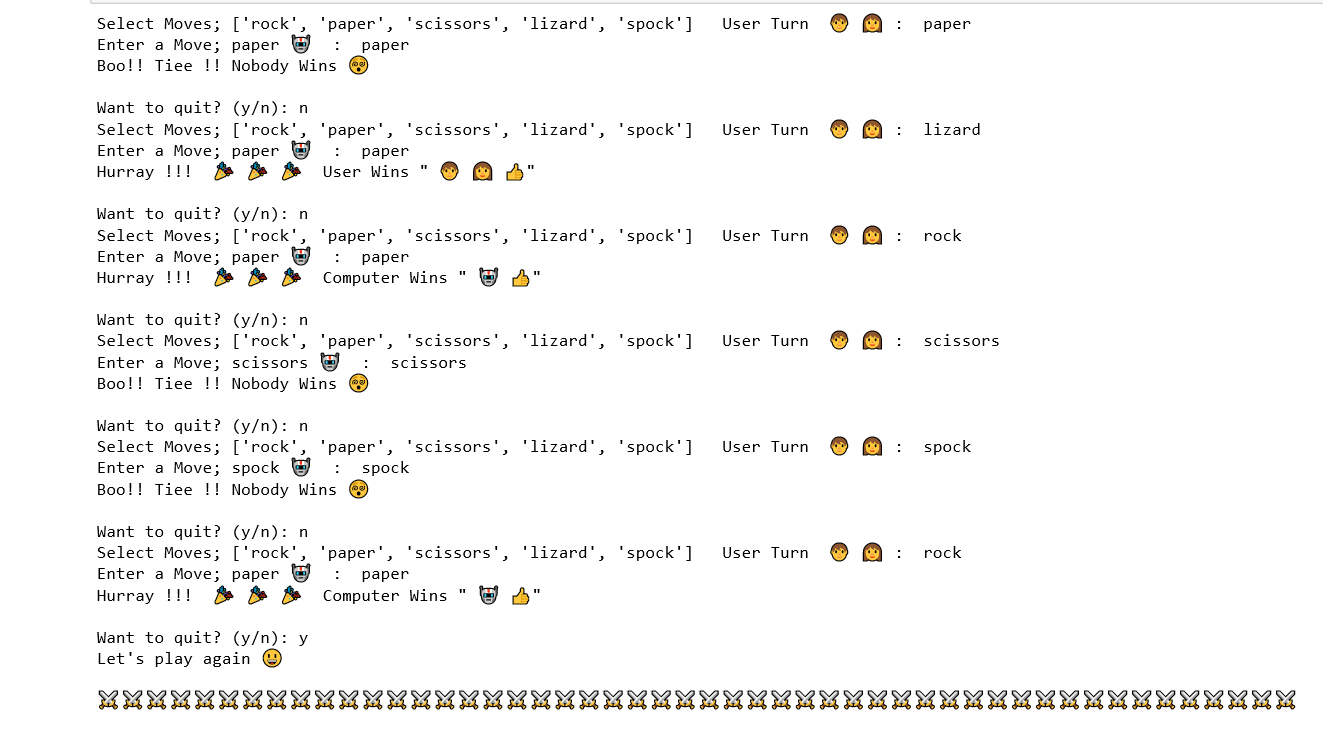 Select Moves; ['rock', 'paper', 'scissors', 'lizard', 'spock']   User Turn  👨 👩 :  paper
Enter a Move; paper 🤖  :  paper
Boo!! Tiee !! Nobody Wins 😵‍💫
Want to quit? (y/n): n
Select Moves; ['rock', 'paper', 'scissors', 'lizard', 'spock']   User Turn  👨 👩 :  lizard
Enter a Move; paper 🤖  :  paper
Hurray !!!  🎉 🎉 🎉  User Wins " 👨 👩 👍"
Want to quit? (y/n): n
Select Moves; ['rock', 'paper', 'scissors', 'lizard', 'spock']   User Turn  👨 👩 :  rock
Enter a Move; paper 🤖  :  paper
Hurray !!!  🎉 🎉 🎉  Computer Wins " 🤖 👍"
Want to quit? (y/n): n
Select Moves; ['rock', 'paper', 'scissors', 'lizard', 'spock']   User Turn  👨 👩 :  scissors
Enter a Move; scissors 🤖  :  scissors
Boo!! Tiee !! Nobody Wins 😵‍💫
Want to quit? (y/n): n
Select Moves; ['rock', 'paper', 'scissors', 'lizard', 'spock']   User Turn  👨 👩 :  spock
Enter a Move; spock 🤖  :  spock
Boo!! Tiee !! Nobody Wins 😵‍💫
Want to quit? (y/n): n
Select Moves; ['rock', 'paper', 'scissors', 'lizard', 'spock']   User Turn  👨 👩 :  rock
Enter a Move; paper 🤖  :  paper
Hurray !!!  🎉 🎉 🎉  Computer Wins " 🤖 👍"
Want to quit? (y/n): y
Let's play again 😃